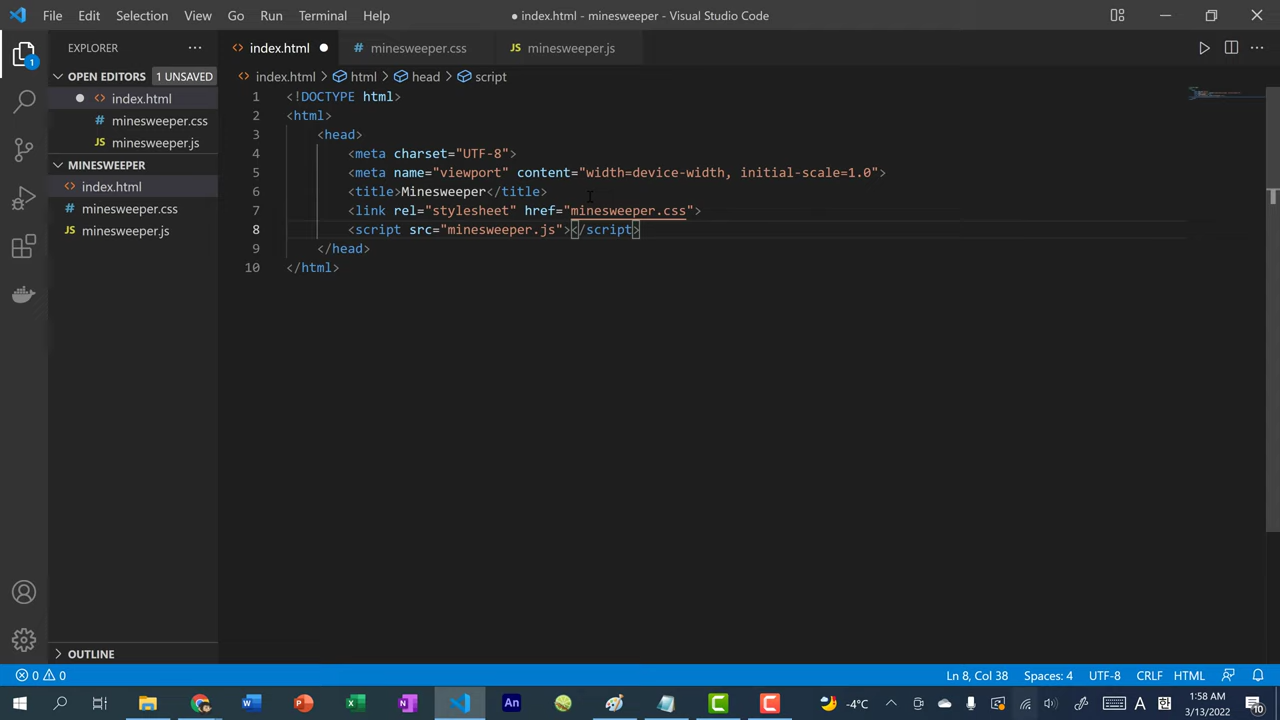 File Edit Selection View Go Run Terminal Help
● index.html - minesweeper - Visual Studio Code
EXPLORER
index.html
minesweeper.css
minesweeper.js
OPEN EDITORS 1 UNSAVED
index.html > html > head > script
index.html
minesweeper.css
minesweeper.js
MINESWEEPER
index.html
minesweeper.css
minesweeper.js
1 <!DOCTYPE html>
2 <html>
3 <head>
4 <meta charset="UTF-8">
5 <meta name="viewport" content="width=device-width, initial-scale=1.0">
6 <title>Minesweeper</title>
7 <link rel="stylesheet" href="minesweeper.css">
8 <script src="minesweeper.js"></script>
9 </head>
10 </html>
1
OUTLINE
0 0
Ln 8, Col 38 Spaces: 4 UTF-8 CRLF HTML
-4°C
A
1:58 AM
3/13/2022
10